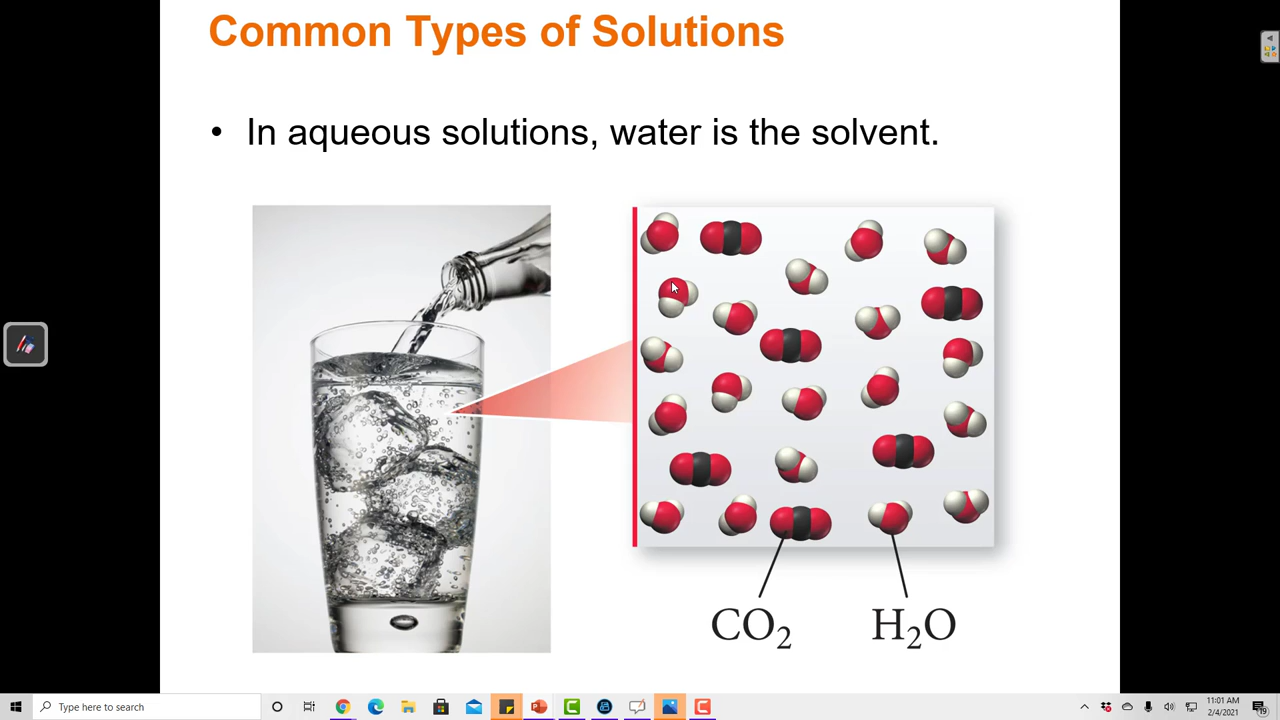 Common Types of Solutions
• In aqueous solutions, water is the solvent.
CO₂
H₂O
Type here to search
11:01 AM
2/4/2021
19